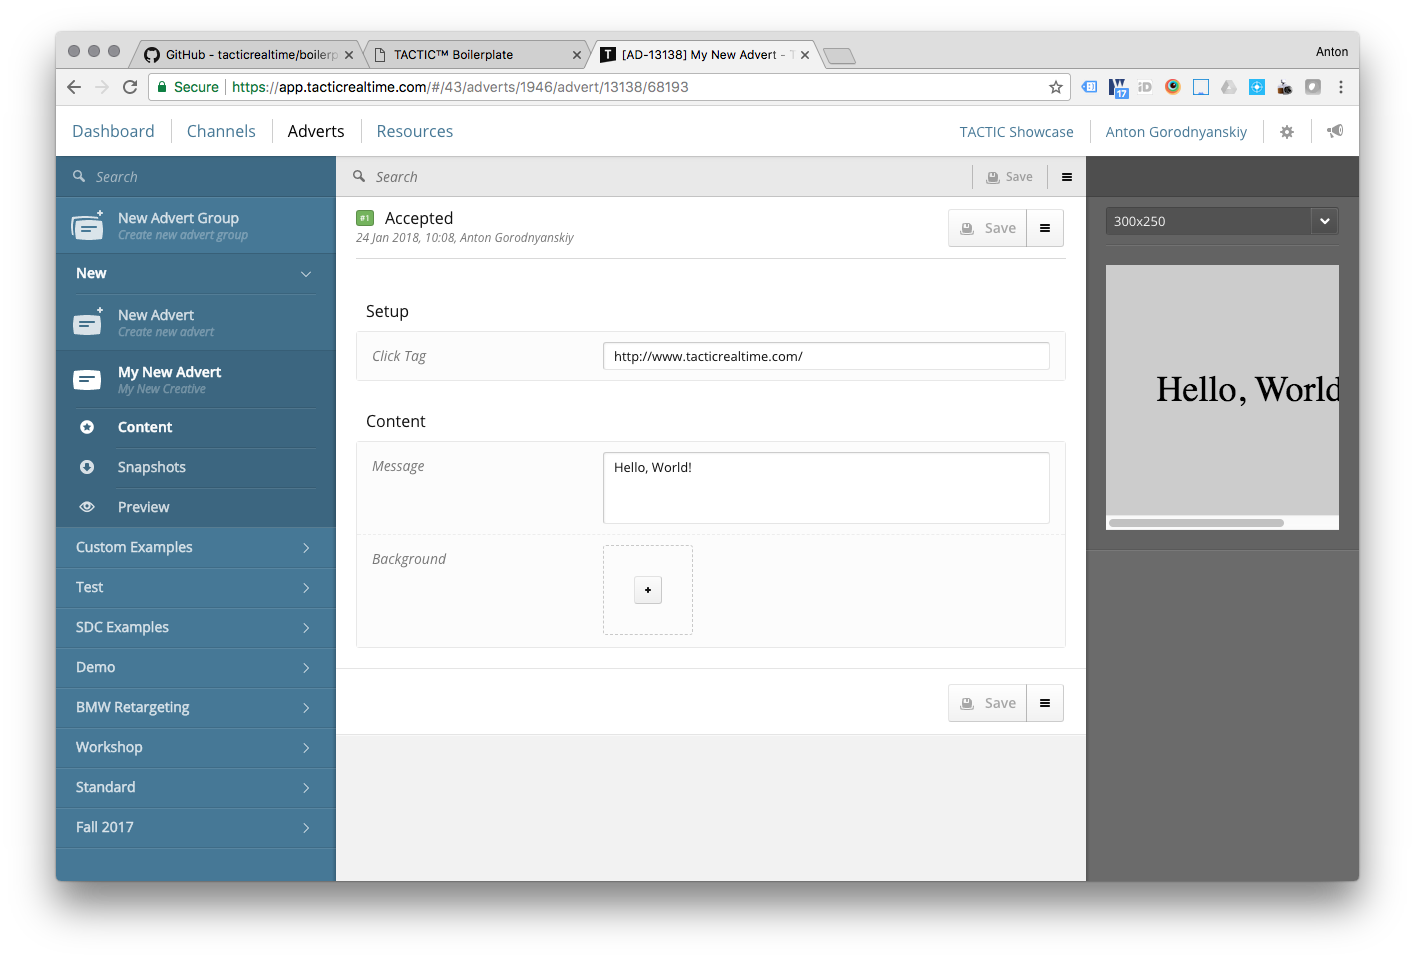 GitHub - tacticrealtime/boilerp
TACTIC™ Boilerplate
[AD-13138] My New Advert - T
Anton
Secure
https://app.tacticrealtime.com/#/43/adverts/1946/advert/13138/68193
17
iD
Dashboard
Channels
Adverts
Resources
TACTIC Showcase
Anton Gorodnyanskiy
Search
New Advert Group
Create new advert group
New
New Advert
Create new advert
My New Advert
My New Creative
Content
Snapshots
Preview
Custom Examples
Test
SDC Examples
Demo
BMW Retargeting
Workshop
Standard
Fall 2017
Search
Save
#1 Accepted
24 Jan 2018, 10:08, Anton Gorodnyanskiy
Save
Setup
Click Tag
http://www.tacticrealtime.com/
Content
Message
Hello, World!
Background
Save
300x250
Hello, World